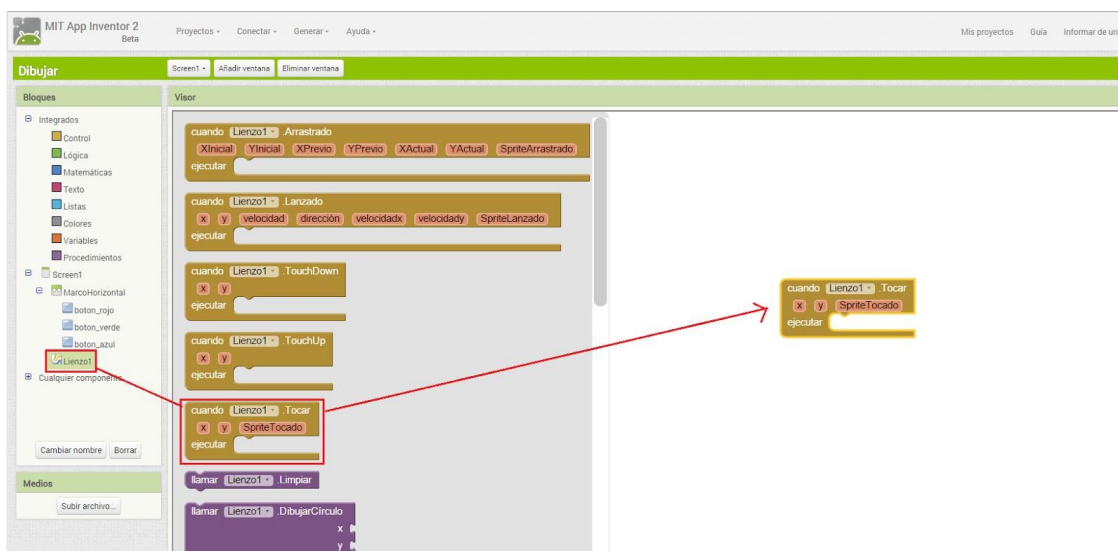 MIT App Inventor 2
Beta
Proyectos
Conectar
Generar
Ayuda
Mis proyectos
Guía
Informar de un
Dibujar
Screen1
Añadir ventana
Eliminar ventana
Bloques
Integrados
Control
Lógica
Matemáticas
Texto
Listas
Colores
Variables
Procedimientos
Screen1
MarcoHorizontal
boton_rojo
boton_verde
boton_azul
Lienzo1
Cualquier componente
Cambiar nombre
Borrar
Medios
Subir archivo...
Visor
cuando Lienzo1 .Arrastrado
XInicial YInicial XPrevio YPrevio XActual YActual SpriteArrastrado
ejecutar
cuando Lienzo1 .Lanzado
x y velocidad dirección velocidadx velocidady SpriteLanzado
ejecutar
cuando Lienzo1 .TouchDown
x y
ejecutar
cuando Lienzo1 .TouchUp
x y
ejecutar
cuando Lienzo1 .Tocar
x y SpriteTocado
ejecutar
llamar Lienzo1 .Limpiar
llamar Lienzo1 .DibujarCírculo
x
y
cuando Lienzo1 .Tocar
x y SpriteTocado
ejecutar